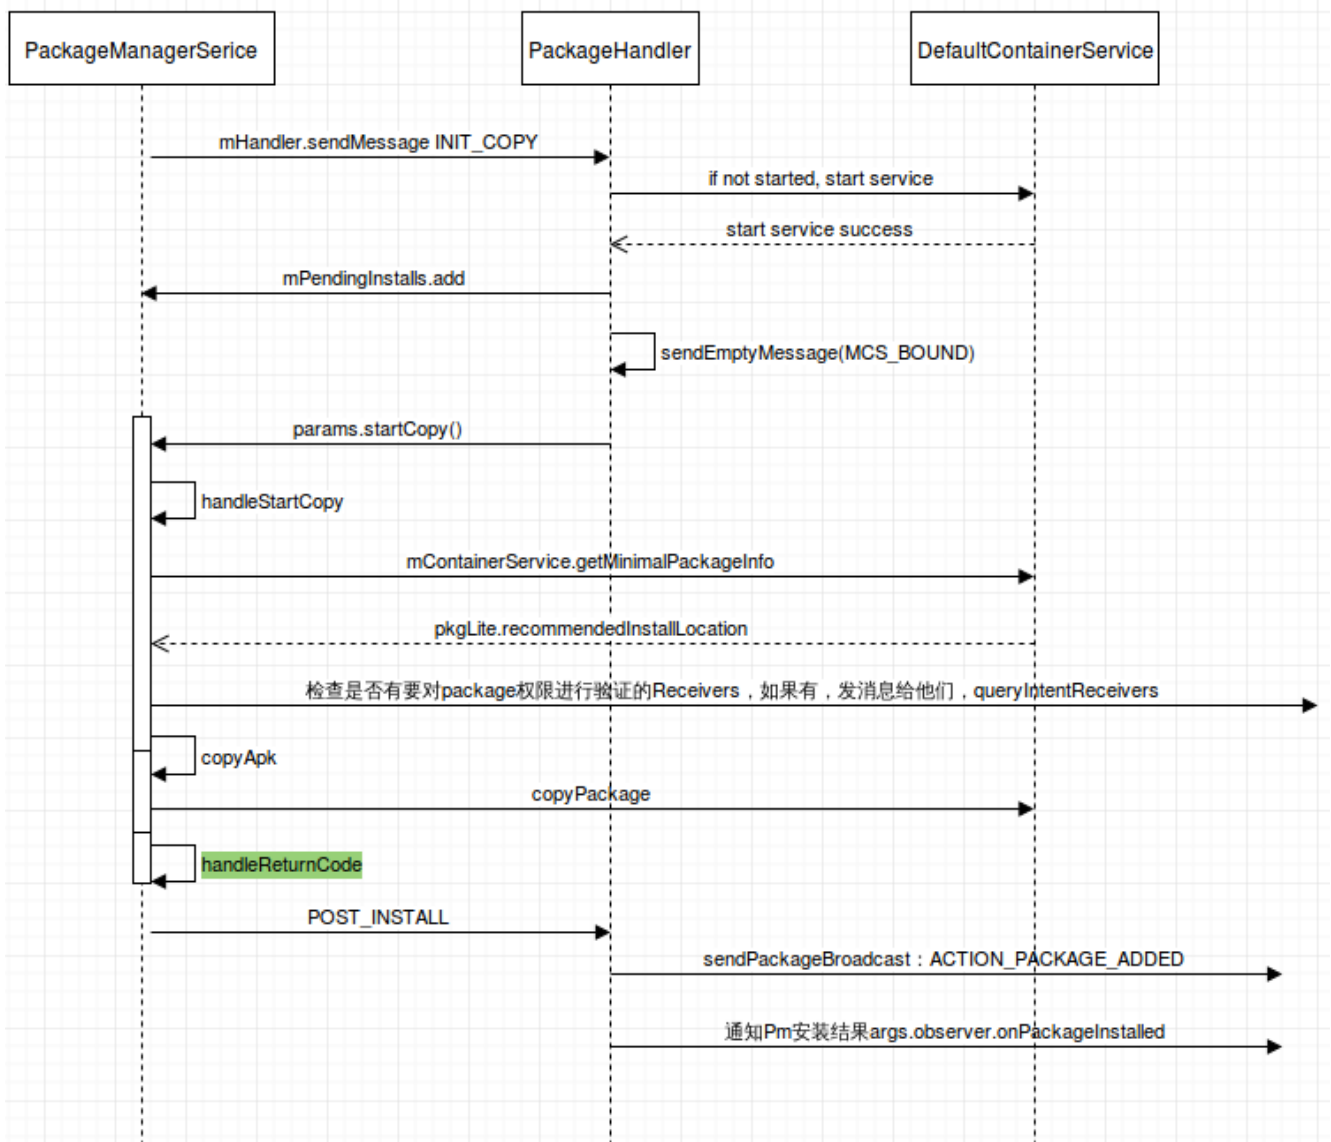 PackageManagerSerice
PackageHandler
DefaultContainerService
mHandler.sendMessage INIT_COPY
if not started, start service
start service success
mPendingInstalls.add
sendEmptyMessage(MCS_BOUND)
params.startCopy()
handleStartCopy
mContainerService.getMinimalPackageInfo
pkgLite.recommendedInstallLocation
检查是否有要对package权限进行验证的Receivers，如果有，发消息给他们，queryIntentReceivers
copyApk
copyPackage
handleReturnCode
POST_INSTALL
sendPackageBroadcast：ACTION_PACKAGE_ADDED
通知Pm安装结果args.observer.onPackageInstalled